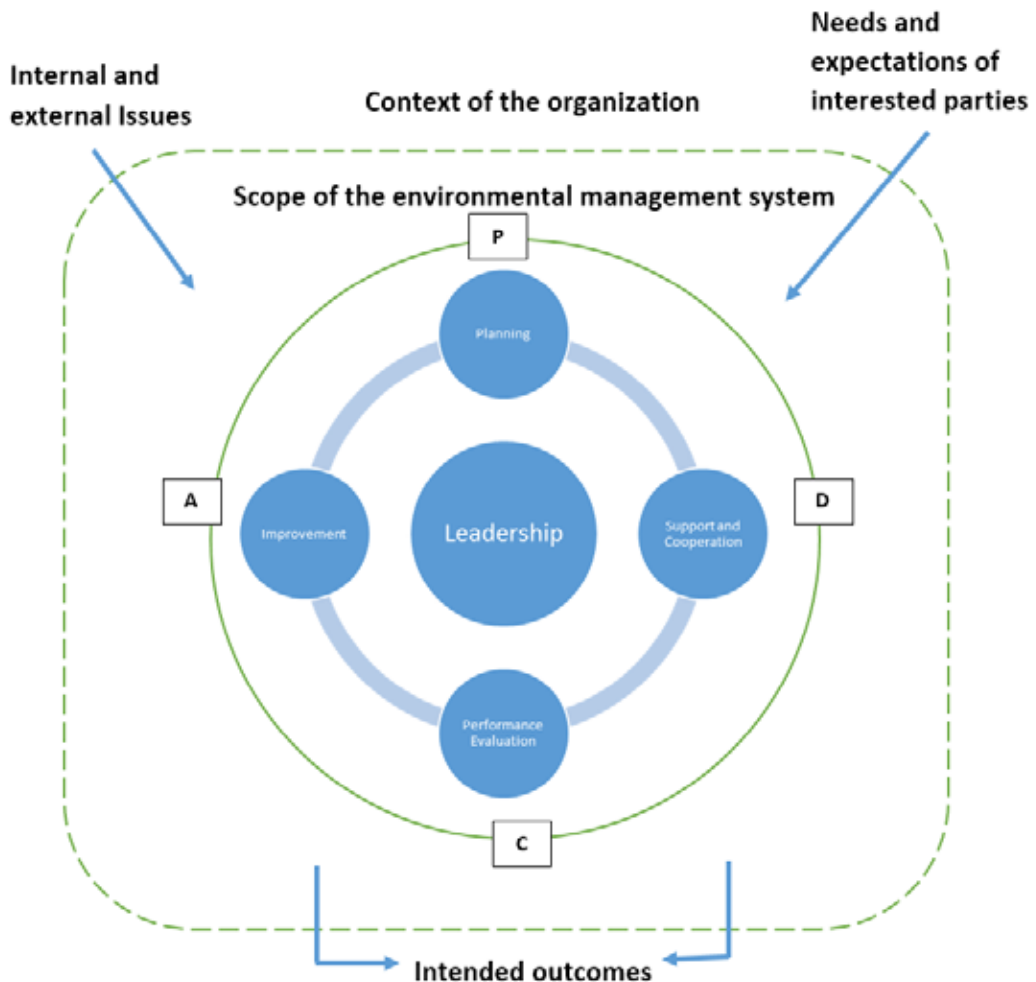 Needs and
expectations of
interested parties
Internal and
external Issues
Context of the organization
Scope of the environmental management system
P
Planning
A
Improvement
Leadership
Support and
Cooperation
D
Performance
Evaluation
C
Intended outcomes